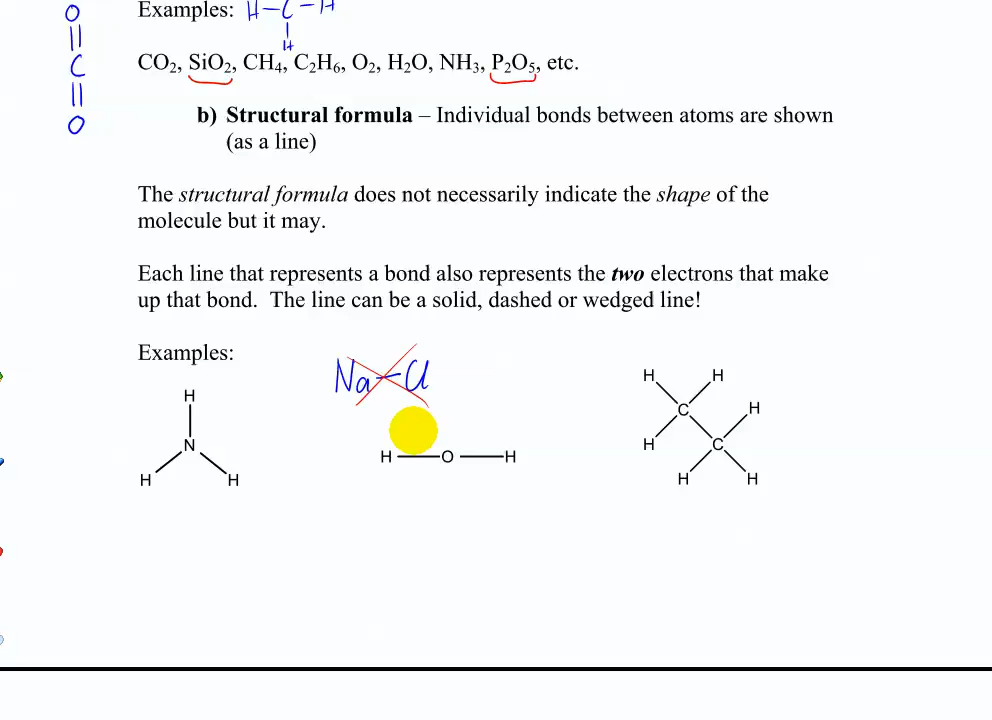 O
||
C
||
O
Examples: H-C-H
|
H
CO₂, SiO₂, CH₄, C₂H₆, O₂, H₂O, NH₃, P₂O₅, etc.
b) Structural formula – Individual bonds between atoms are shown
(as a line)
The structural formula does not necessarily indicate the shape of the
molecule but it may.
Each line that represents a bond also represents the two electrons that make
up that bond. The line can be a solid, dashed or wedged line!
Examples:
Na-Cl
H
N
H H
H O H
H H
C H
H C
H H